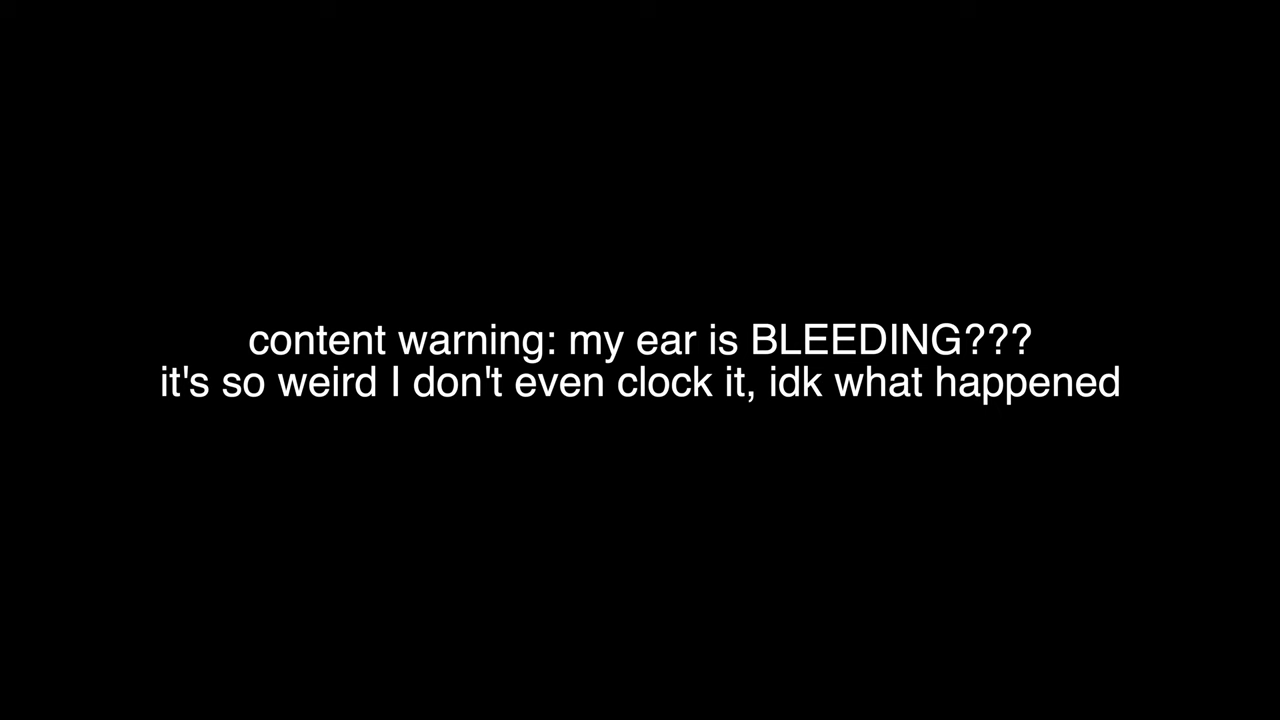 content warning: my ear is BLEEDING???
it's so weird I don't even clock it, idk what happened